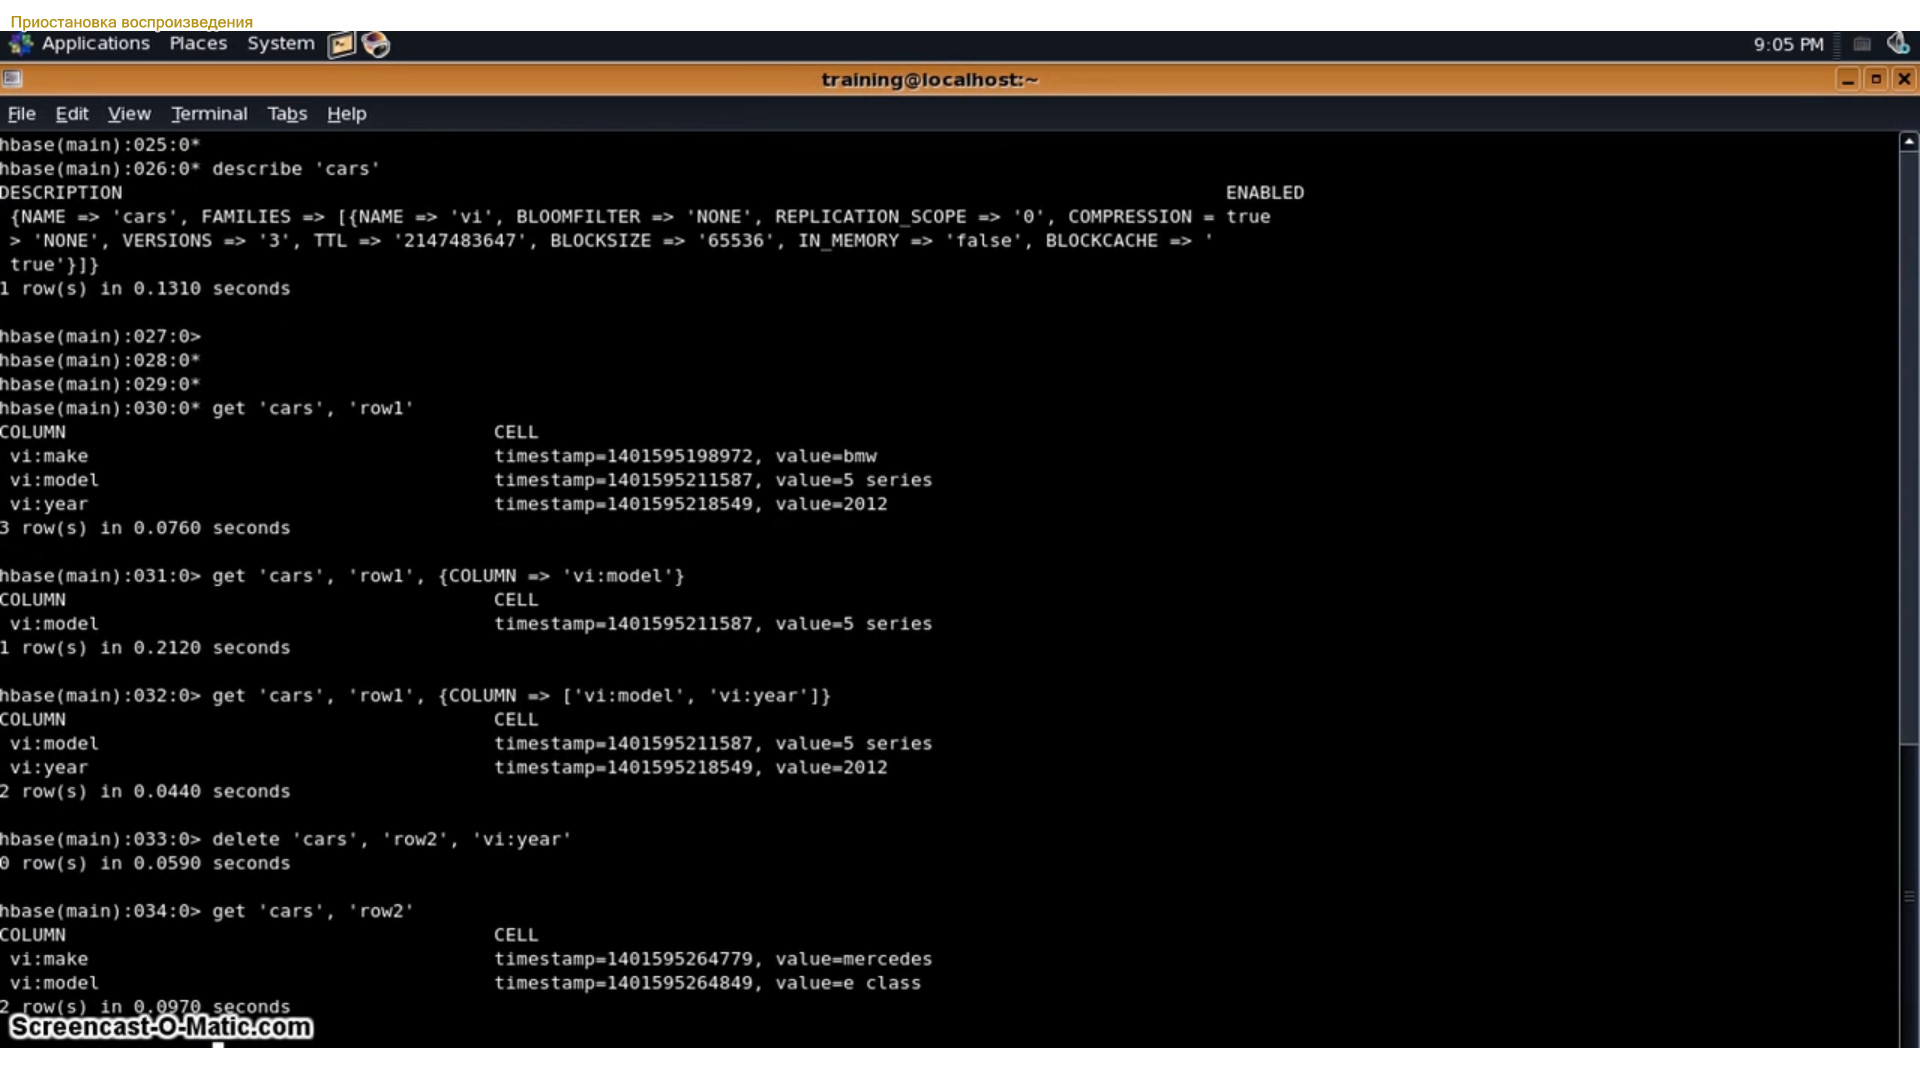 Приостановка воспроизведения
Applications Places System 9:05 PM
training@localhost:~
File Edit View Terminal Tabs Help
hbase(main):025:0*
hbase(main):026:0* describe 'cars'
DESCRIPTION ENABLED
{NAME => 'cars', FAMILIES => [{NAME => 'vi', BLOOMFILTER => 'NONE', REPLICATION_SCOPE => '0', COMPRESSION = true
> 'NONE', VERSIONS => '3', TTL => '2147483647', BLOCKSIZE => '65536', IN_MEMORY => 'false', BLOCKCACHE => '
true'}]}
1 row(s) in 0.1310 seconds
hbase(main):027:0>
hbase(main):028:0*
hbase(main):029:0*
hbase(main):030:0* get 'cars', 'row1'
COLUMN CELL
vi:make timestamp=1401595198972, value=bmw
vi:model timestamp=1401595211587, value=5 series
vi:year timestamp=1401595218549, value=2012
3 row(s) in 0.0760 seconds
hbase(main):031:0> get 'cars', 'row1', {COLUMN => 'vi:model'}
COLUMN CELL
vi:model timestamp=1401595211587, value=5 series
1 row(s) in 0.2120 seconds
hbase(main):032:0> get 'cars', 'row1', {COLUMN => ['vi:model', 'vi:year']}
COLUMN CELL
vi:model timestamp=1401595211587, value=5 series
vi:year timestamp=1401595218549, value=2012
2 row(s) in 0.0440 seconds
hbase(main):033:0> delete 'cars', 'row2', 'vi:year'
0 row(s) in 0.0590 seconds
hbase(main):034:0> get 'cars', 'row2'
COLUMN CELL
vi:make timestamp=1401595264779, value=mercedes
vi:model timestamp=1401595264849, value=e class
2 row(s) in 0.0970 seconds
Screencast-O-Matic.com